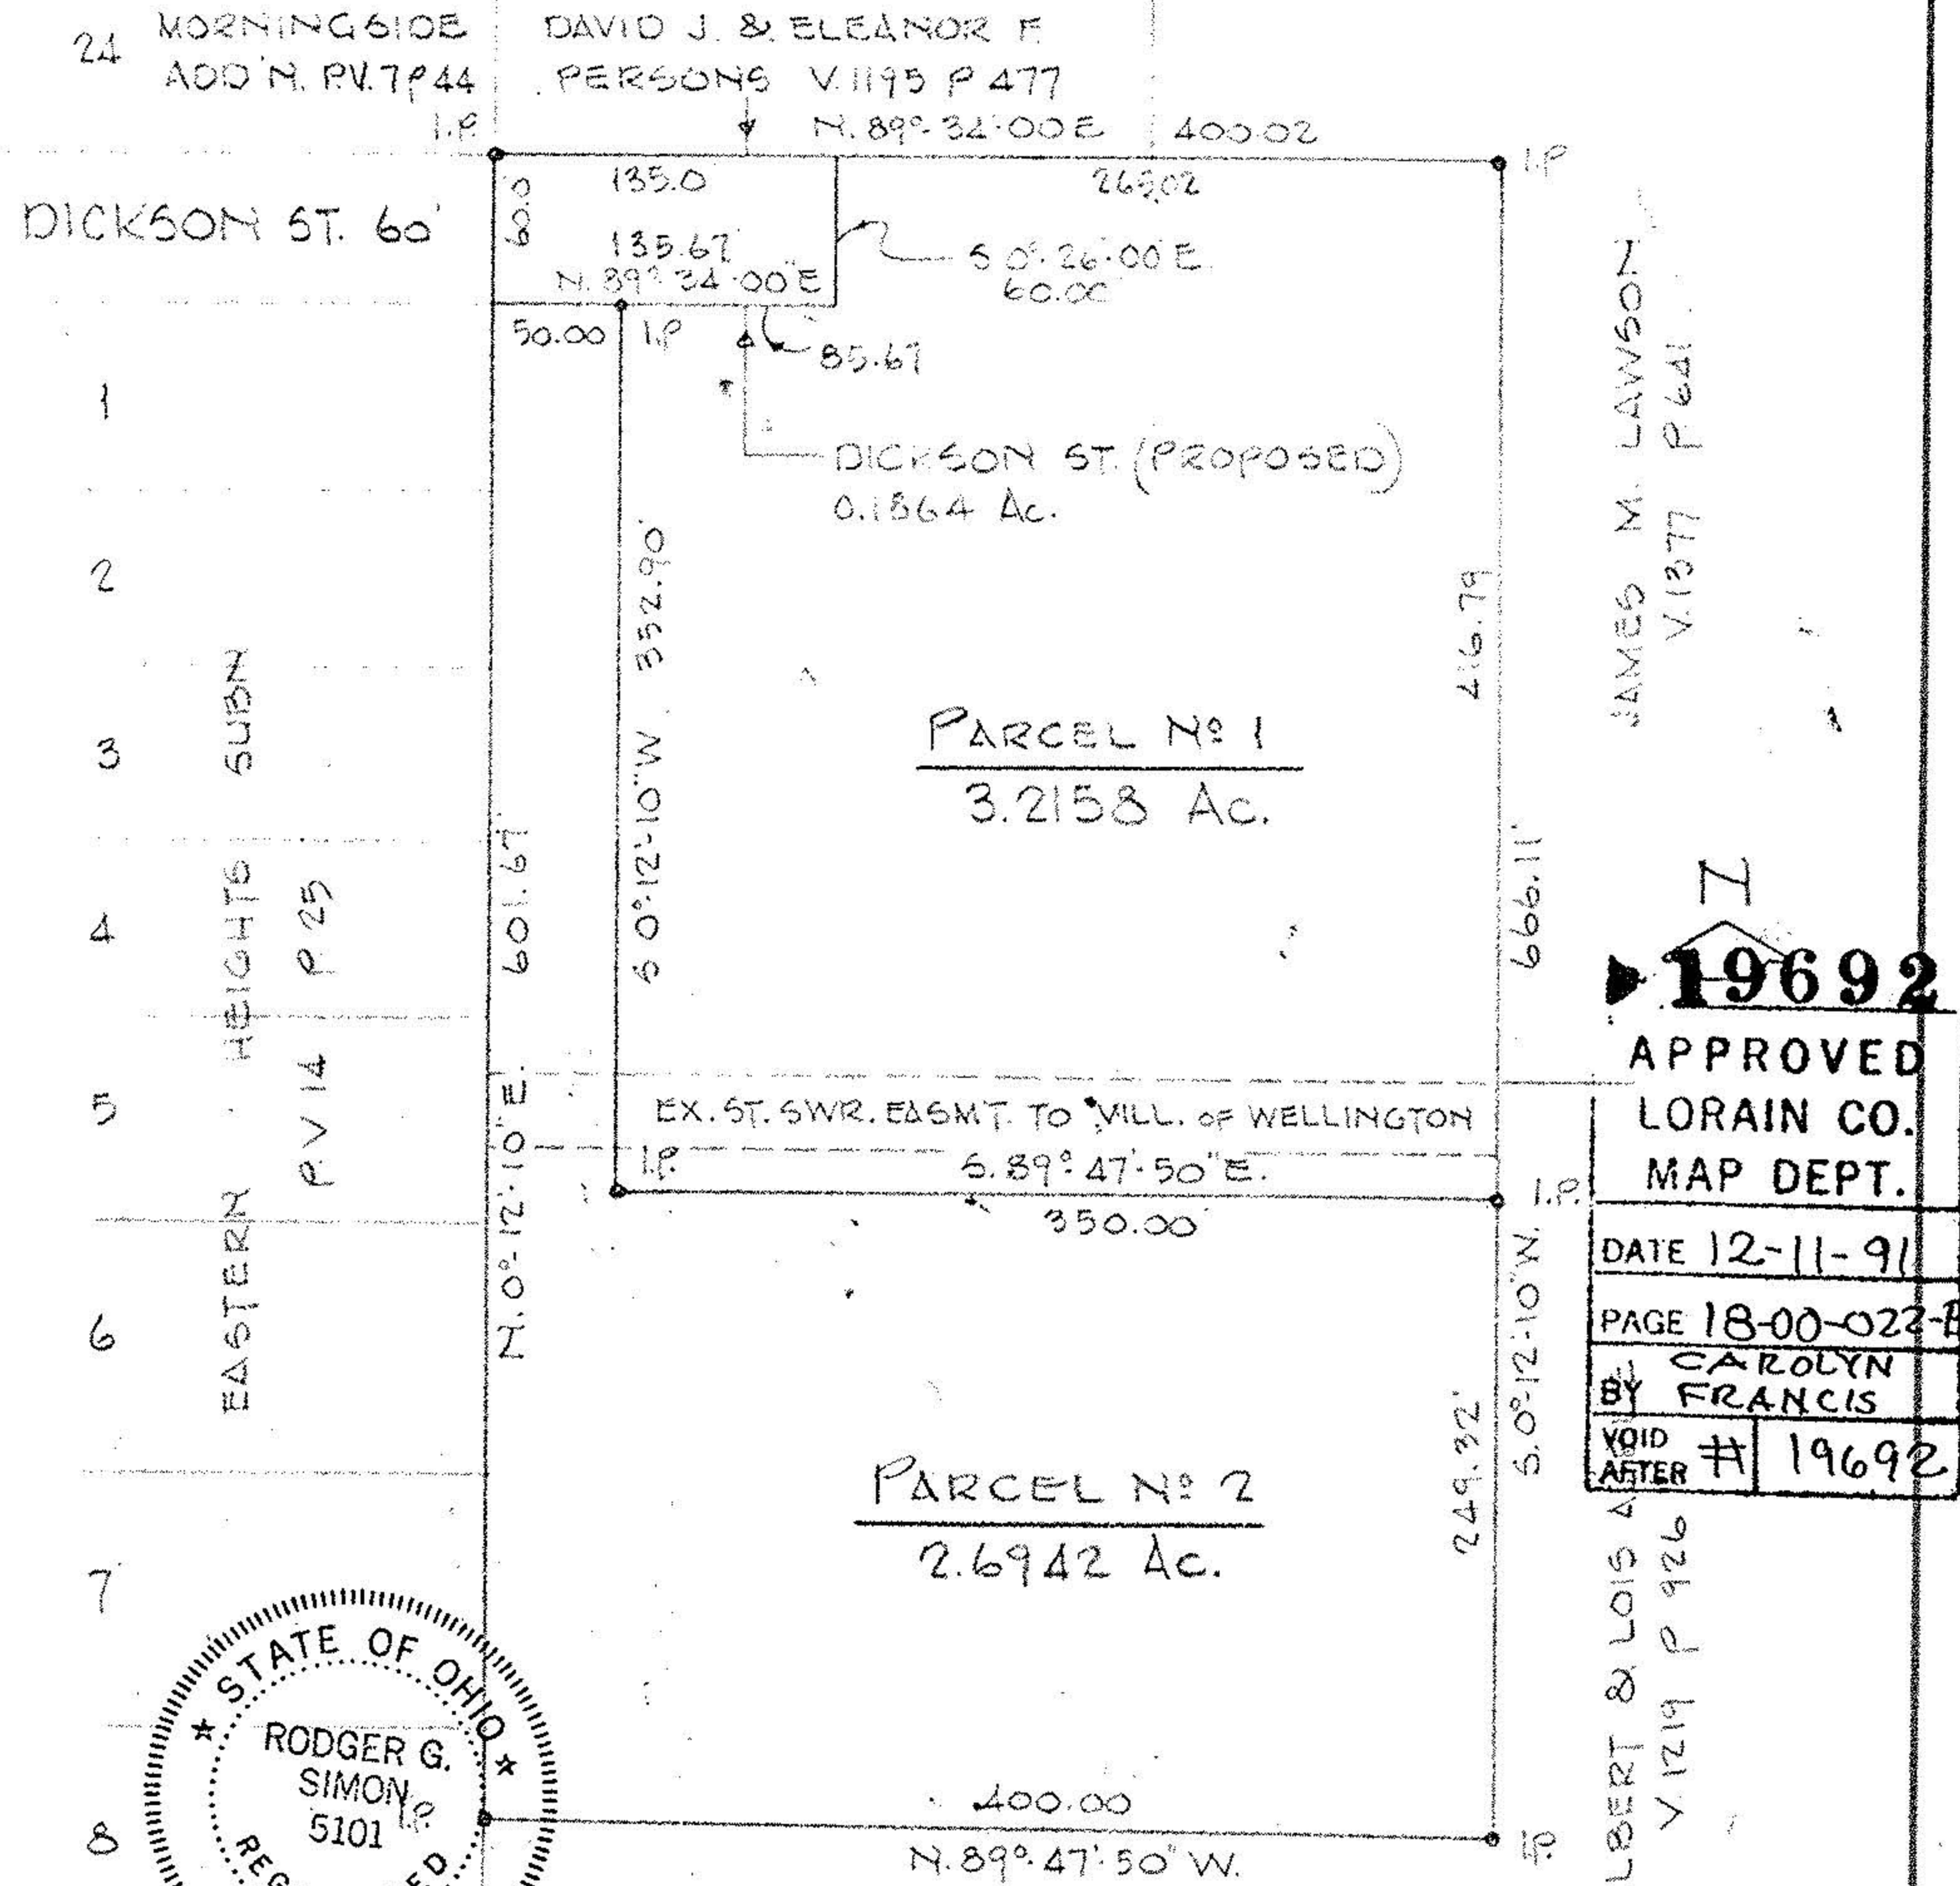 24 MORNINGSIDE
ADD'N. P.V. 7 P 44
DAVID J. & ELEANOR F.
PERSONS V. 1195 P 477
I.P.
N. 89°-34'-00 E 400.02
I.P.
DICKSON ST. 60'
60.0
135.0
265.02
135.67
N. 89°-34'-00"E
S 0°-26'-00"E
60.00
50.00
I.P.
85.67
DICKSON ST. (PROPOSED)
0.1864 Ac.
1
2
3
4
5
6
7
8
EASTERN HEIGHTS SUBN
P.V 14 P 25
N. 0°-12'-10"E. 601.67'
S 0°-12'-10"W 352.90'
416.79
666.11'
JAMES M. LAWSON
V. 1377 P 641
PARCEL Nº 1
3.2158 Ac.
N
19692
APPROVED
LORAIN CO.
MAP DEPT.
DATE 12-11-91
PAGE 18-00-022-
BY CAROLYN
FRANCIS
VOID
AFTER # 19692
EX. ST. SWR. EASMT. TO VILL. OF WELLINGTON
I.P.
S. 89°-47'-50"E.
350.00'
I.P.
S. 0°-12'-10"W.
249.32'
PARCEL Nº 2
2.6942 Ac.
LBERT & LOIS
V. 1219 P 926
STATE OF OHIO
RODGER G.
SIMON
5101
I.P.
400.00
N. 89°-47'-50" W.
I.P.